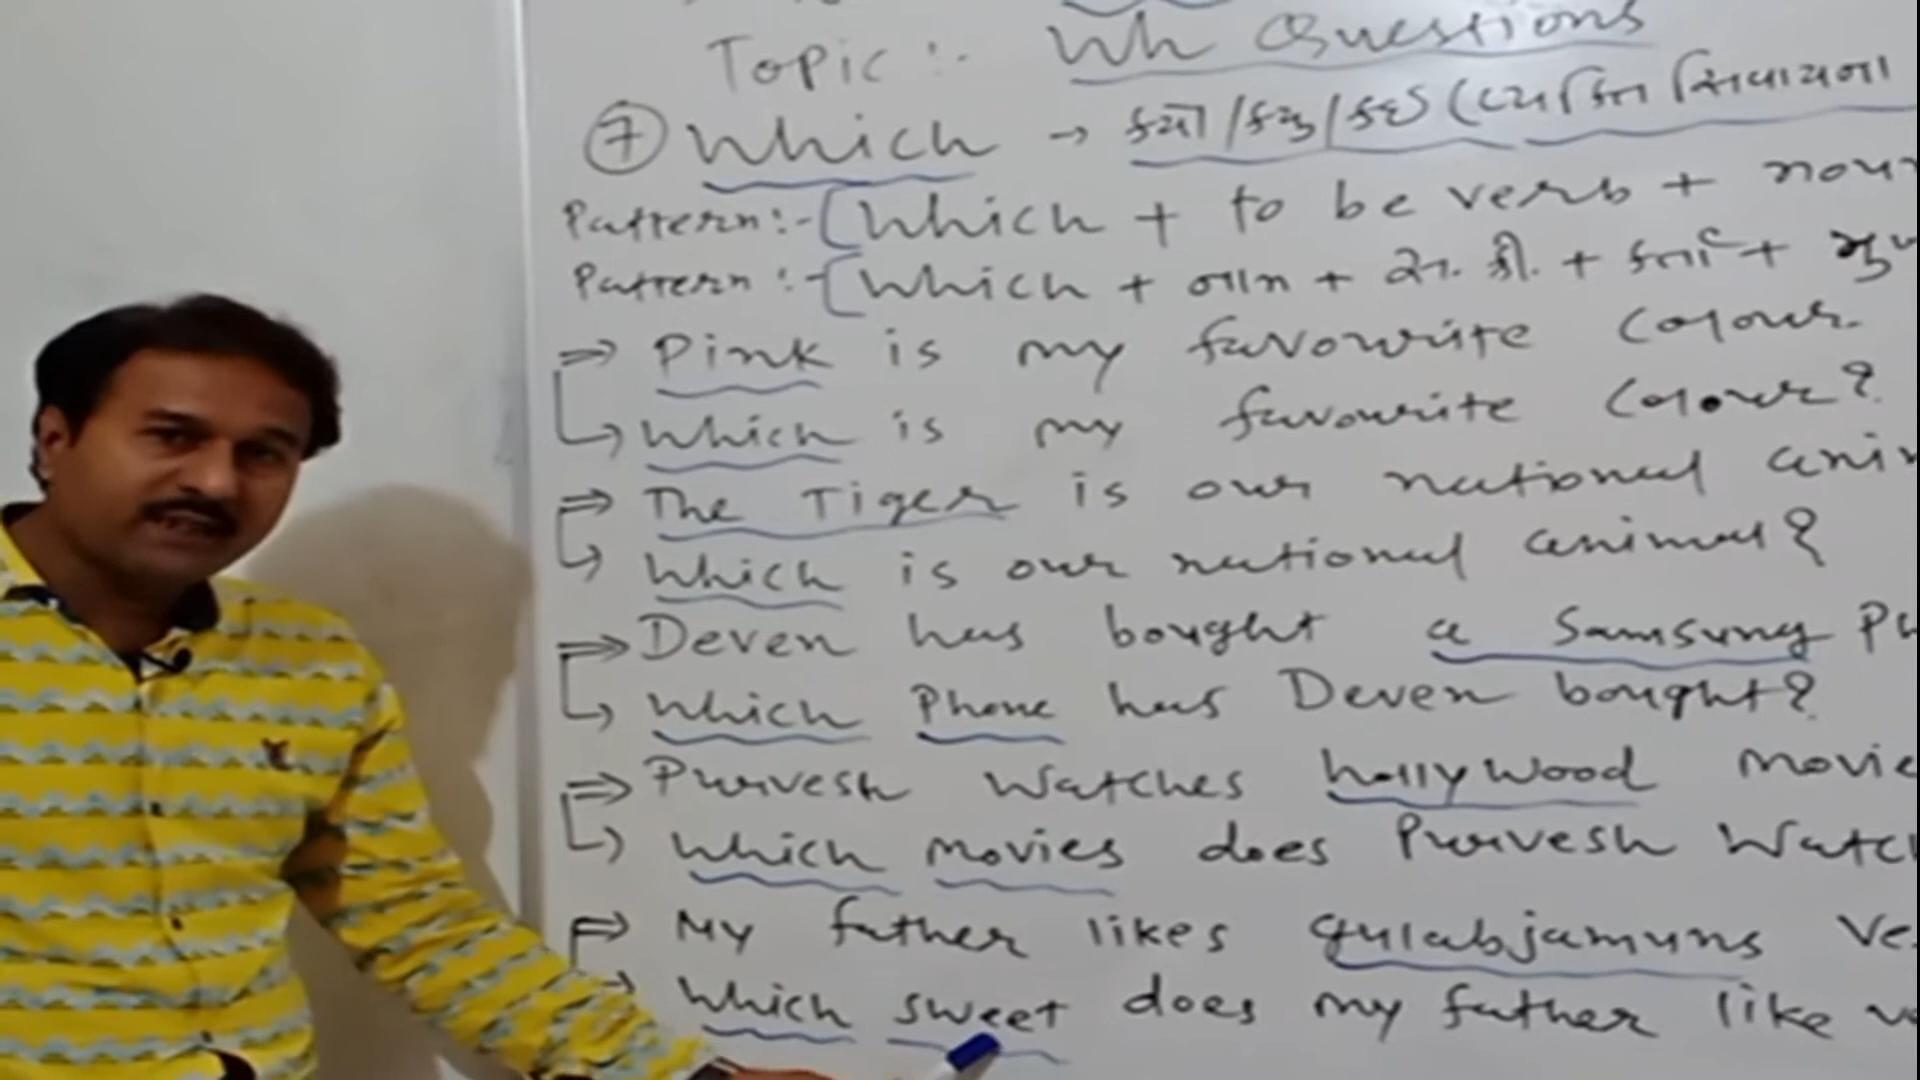 Topic :- Wh Questions
⑦ Which → કયો/કયુ/કઈ (વ્યક્તિ સિવાયના
Pattern :- [Which + to be verb + noun
Pattern :- [Which + નામ + સા. ક્રી. + કર્તા +
⇒ Pink is my favourite colour.
↳ Which is my favourite colour?
⇒ The Tiger is our national
↳ Which is our national animal?
⇒ Deven has bought a Samsung
↳ Which Phone has Deven bought?
⇒ Purvesh Watches hollywood
↳ Which movies does Purvesh
⇒ My father likes gulabjamuns
Which sweet does my father like